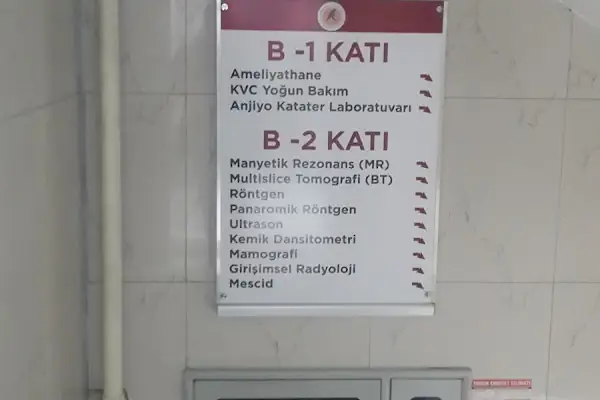 B -1 KATI
Ameliyathane
KVC Yoğun Bakım
Anjiyo Katater Laboratuvarı
B -2 KATI
Manyetik Rezonans (MR)
Multislice Tomografi (BT)
Röntgen
Panaromik Röntgen
Ultrason
Kemik Dansitometri
Mamografi
Girişimsel Radyoloji
Mescid